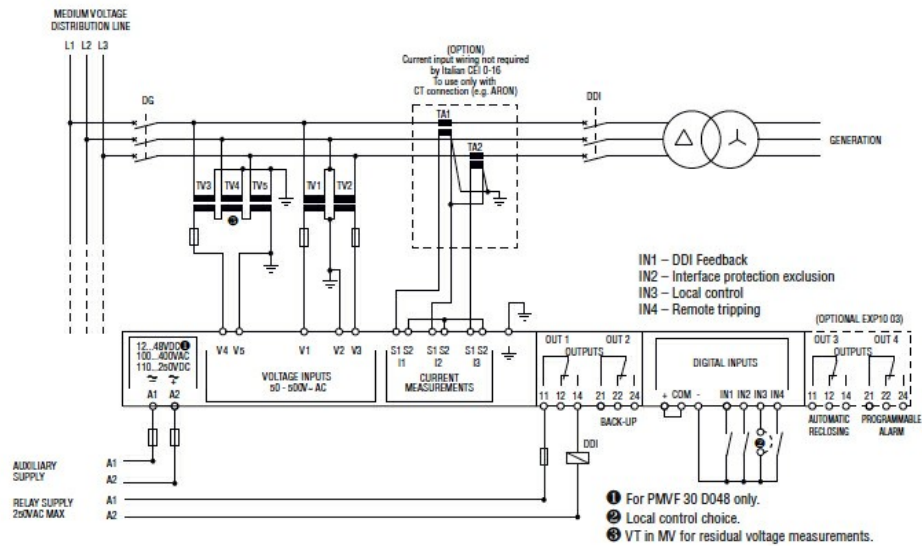 MEDIUM VOLTAGE
DISTRIBUTION LINE
L1 L2 L3
DG
(OPTION)
Current input wiring not required
by Italian CEI 0-16
To use only with
CT connection (e.g. ARON)
TA1
TA2
DDI
GENERATION
TV3 TV4 TV5 TV1 TV2
❸
IN1 – DDI Feedback
IN2 – Interface protection exclusion
IN3 – Local control
IN4 – Remote tripping
(OPTIONAL EXP10 03)
12...48VDC❶
100...400VAC
110...250VDC
A1 A2
V4 V5 V1 V2 V3
VOLTAGE INPUTS
50 - 500V~ AC
S1 S2 S1 S2 S1 S2
I1 I2 I3
CURRENT
MEASUREMENTS
OUT 1 OUT 2
OUTPUTS
11 12 14 21 22 24
BACK-UP
DIGITAL INPUTS
+ COM - IN1 IN2 IN3 IN4
❷
OUT 3 OUT 4
OUTPUTS
11 12 14 21 22 24
AUTOMATIC
RECLOSING
PROGRAMMABLE
ALARM
DDI
AUXILIARY
SUPPLY
A1
A2
RELAY SUPPLY
250VAC MAX
A1
A2
❶ For PMVF 30 D048 only.
❷ Local control choice.
❸ VT in MV for residual voltage measurements.